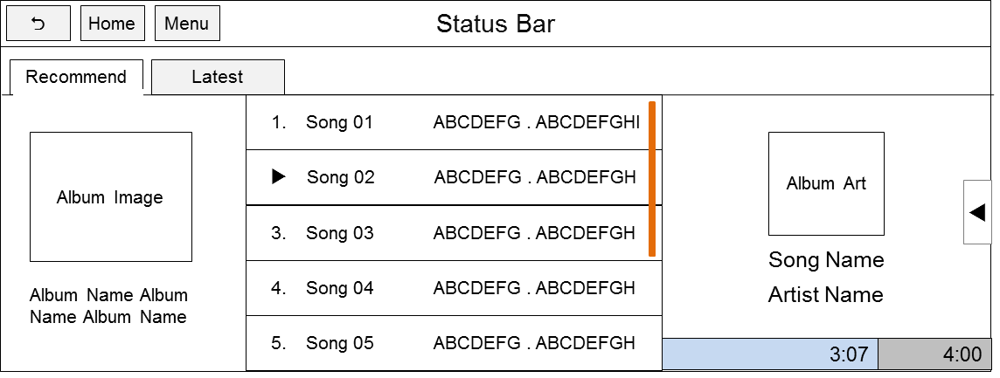 Home Menu Status Bar
Recommend Latest
Album Image
Album Name Album
Name Album Name
1. Song 01 ABCDEFG . ABCDEFGHI
Song 02 ABCDEFG . ABCDEFGH
3. Song 03 ABCDEFG . ABCDEFGH
4. Song 04 ABCDEFG . ABCDEFGH
5. Song 05 ABCDEFG . ABCDEFGH
Album Art
Song Name
Artist Name
3:07 4:00